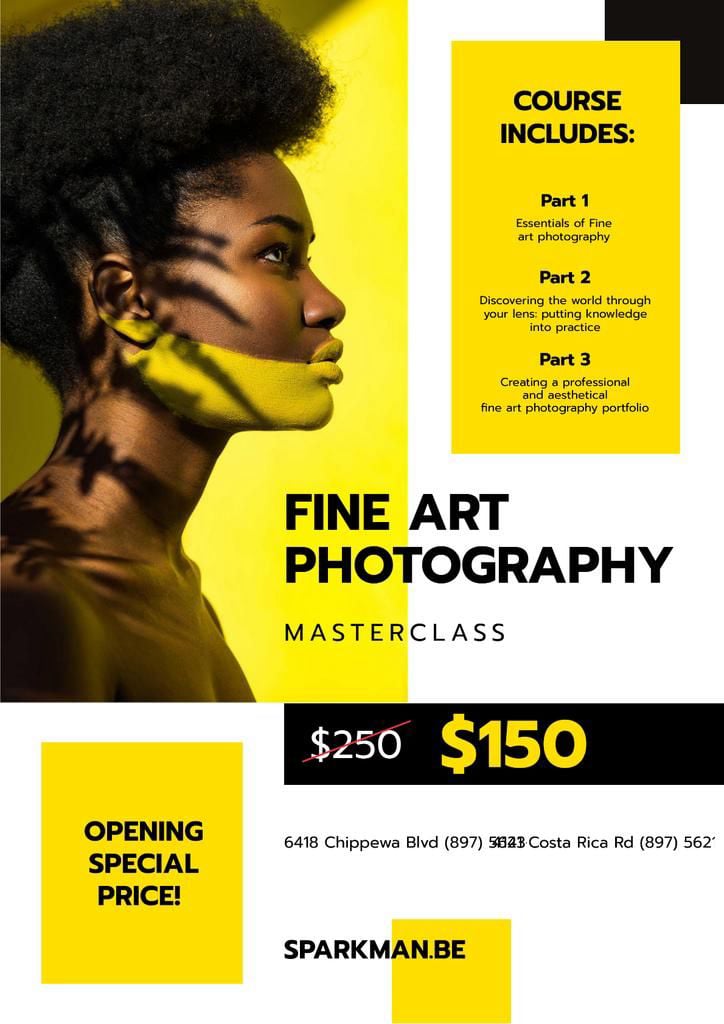 COURSE
INCLUDES:
Part 1
Essentials of Fine
art photography
Part 2
Discovering the world through
your lens: putting knowledge
into practice
Part 3
Creating a professional
and aesthetical
fine art photography portfolio
FINE ART
PHOTOGRAPHY
MASTERCLASS
$250 $150
OPENING
SPECIAL
PRICE!
6418 Chippewa Blvd (897) Costa Rica Rd (897)
SPARKMAN.BE